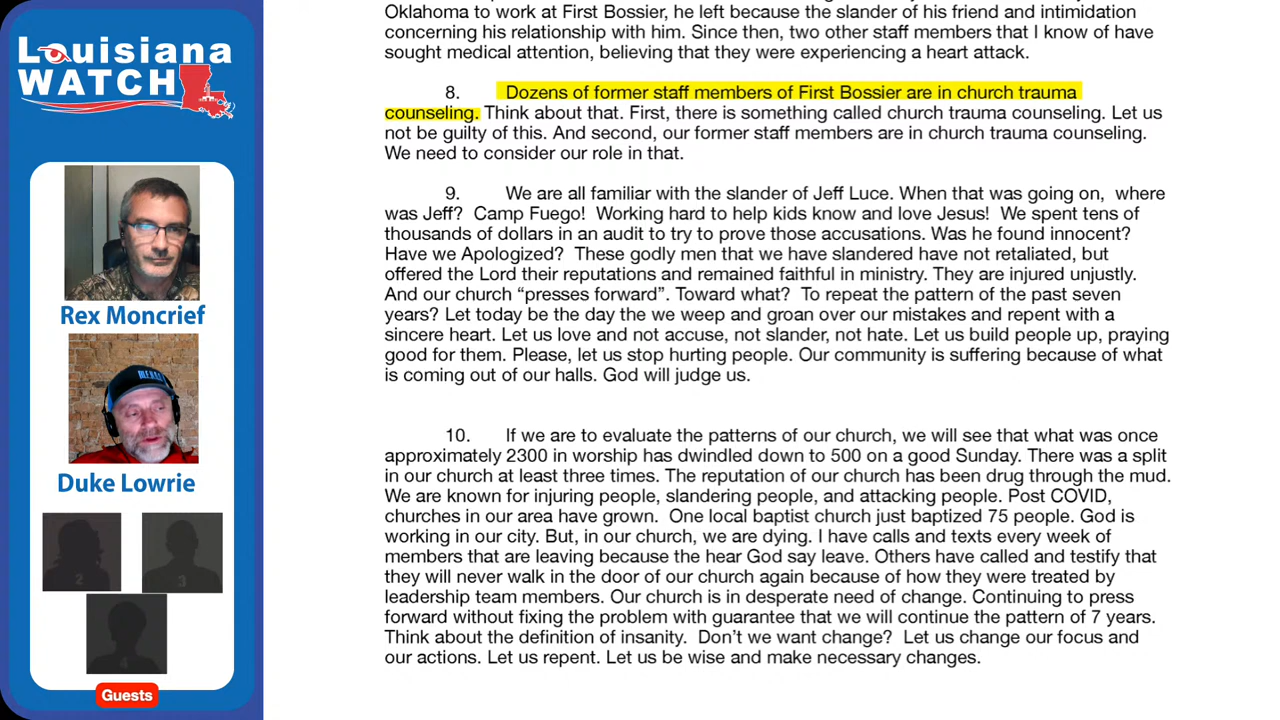 Louisiana
WATCH
Rex Moncrief
Duke Lowrie
2
3
4
Guests
Oklahoma to work at First Bossier, he left because the slander of his friend and intimidation
concerning his relationship with him. Since then, two other staff members that I know of have
sought medical attention, believing that they were experiencing a heart attack.
8. Dozens of former staff members of First Bossier are in church trauma
counseling. Think about that. First, there is something called church trauma counseling. Let us
not be guilty of this. And second, our former staff members are in church trauma counseling.
We need to consider our role in that.
9. We are all familiar with the slander of Jeff Luce. When that was going on, where
was Jeff? Camp Fuego! Working hard to help kids know and love Jesus! We spent tens of
thousands of dollars in an audit to try to prove those accusations. Was he found innocent?
Have we Apologized? These godly men that we have slandered have not retaliated, but
offered the Lord their reputations and remained faithful in ministry. They are injured unjustly.
And our church “presses forward”. Toward what? To repeat the pattern of the past seven
years? Let today be the day the we weep and groan over our mistakes and repent with a
sincere heart. Let us love and not accuse, not slander, not hate. Let us build people up, praying
good for them. Please, let us stop hurting people. Our community is suffering because of what
is coming out of our halls. God will judge us.
10. If we are to evaluate the patterns of our church, we will see that what was once
approximately 2300 in worship has dwindled down to 500 on a good Sunday. There was a split
in our church at least three times. The reputation of our church has been drug through the mud.
We are known for injuring people, slandering people, and attacking people. Post COVID,
churches in our area have grown. One local baptist church just baptized 75 people. God is
working in our city. But, in our church, we are dying. I have calls and texts every week of
members that are leaving because the hear God say leave. Others have called and testify that
they will never walk in the door of our church again because of how they were treated by
leadership team members. Our church is in desperate need of change. Continuing to press
forward without fixing the problem with guarantee that we will continue the pattern of 7 years.
Think about the definition of insanity. Don’t we want change? Let us change our focus and
our actions. Let us repent. Let us be wise and make necessary changes.